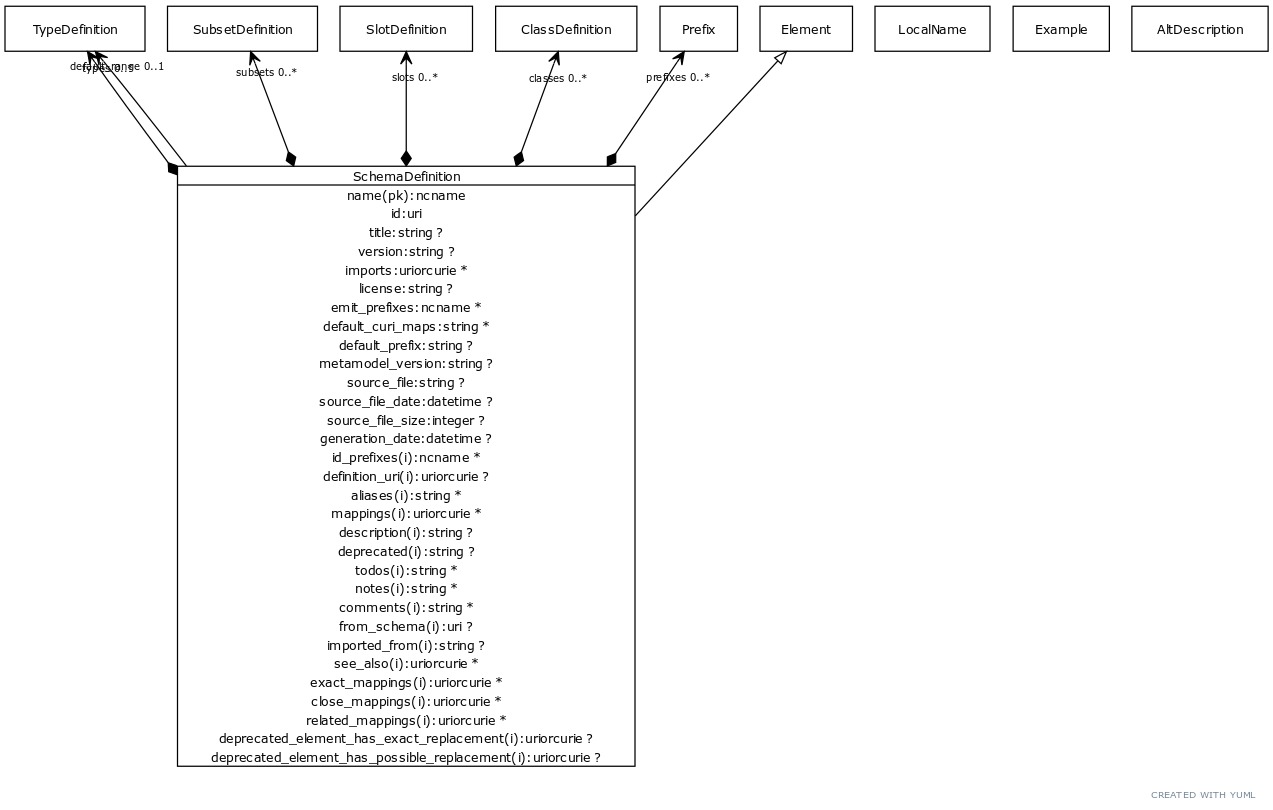 TypeDefinition
SubsetDefinition
SlotDefinition
ClassDefinition
Prefix
Element
LocalName
Example
AltDescription
default_range 0..1
types 0..*
subsets 0..*
slots 0..*
classes 0..*
prefixes 0..*
SchemaDefinition
name(pk):ncname
id:uri
title:string ?
version:string ?
imports:uriorcurie *
license:string ?
emit_prefixes:ncname *
default_curi_maps:string *
default_prefix:string ?
metamodel_version:string ?
source_file:string ?
source_file_date:datetime ?
source_file_size:integer ?
generation_date:datetime ?
id_prefixes(i):ncname *
definition_uri(i):uriorcurie ?
aliases(i):string *
mappings(i):uriorcurie *
description(i):string ?
deprecated(i):string ?
todos(i):string *
notes(i):string *
comments(i):string *
from_schema(i):uri ?
imported_from(i):string ?
see_also(i):uriorcurie *
exact_mappings(i):uriorcurie *
close_mappings(i):uriorcurie *
related_mappings(i):uriorcurie *
deprecated_element_has_exact_replacement(i):uriorcurie ?
deprecated_element_has_possible_replacement(i):uriorcurie ?
CREATED WITH YUML